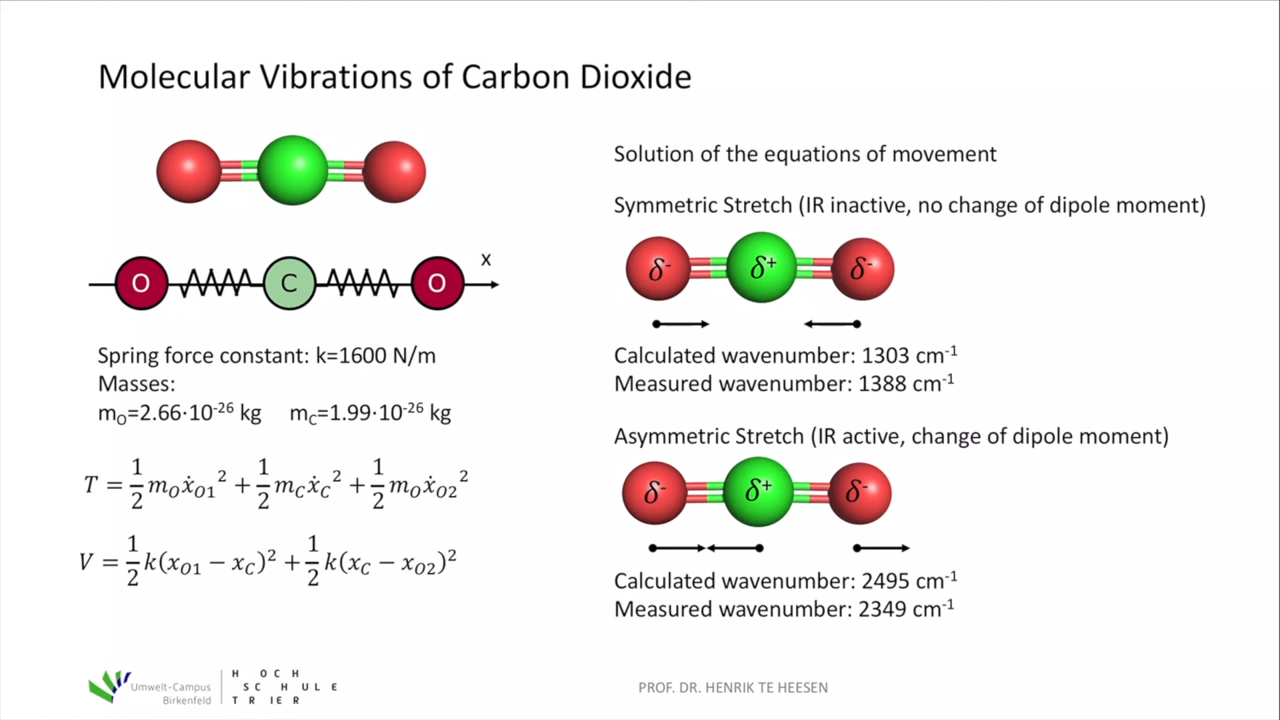 Molecular Vibrations of Carbon Dioxide
O C O x
Spring force constant: k=1600 N/m
Masses:
mO=2.66·10-26 kg mC=1.99·10-26 kg
T = 1/2 mOẋO1² + 1/2 mCẋC² + 1/2 mOẋO2²
V = 1/2 k(xO1 − xC)² + 1/2 k(xC − xO2)²
Solution of the equations of movement
Symmetric Stretch (IR inactive, no change of dipole moment)
δ- δ+ δ-
Calculated wavenumber: 1303 cm-1
Measured wavenumber: 1388 cm-1
Asymmetric Stretch (IR active, change of dipole moment)
δ- δ+ δ-
Calculated wavenumber: 2495 cm-1
Measured wavenumber: 2349 cm-1
Umwelt-Campus
Birkenfeld
HOCH
SCHULE
TRIER
PROF. DR. HENRIK TE HEESEN